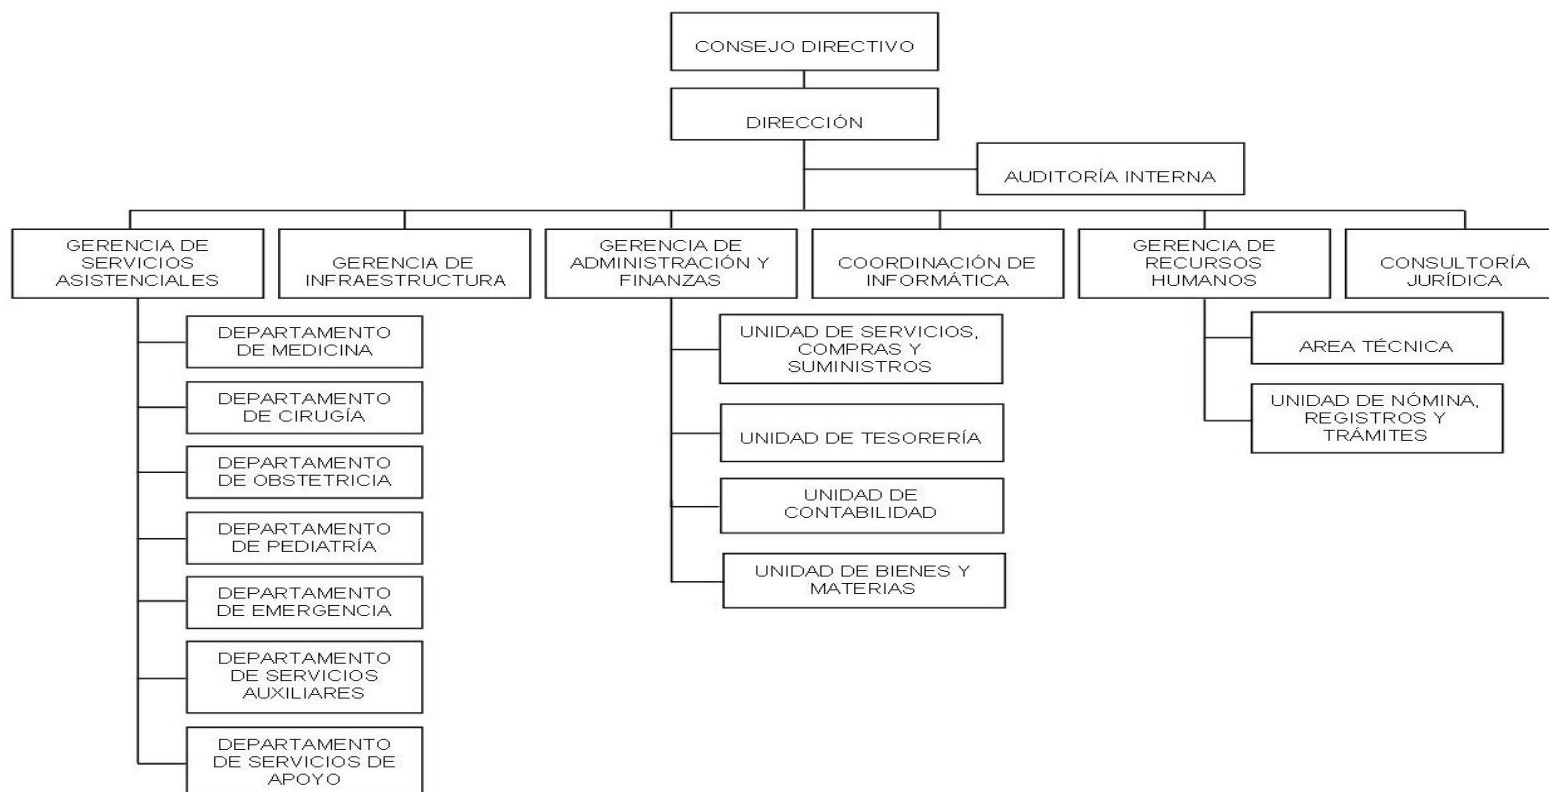 CONSEJO DIRECTIVO
DIRECCIÓN
AUDITORÍA INTERNA
GERENCIA DE
SERVICIOS
ASISTENCIALES
GERENCIA DE
INFRAESTRUCTURA
GERENCIA DE
ADMINISTRACIÓN Y
FINANZAS
COORDINACIÓN DE
INFORMÁTICA
GERENCIA DE
RECURSOS
HUMANOS
CONSULTORÍA
JURÍDICA
DEPARTAMENTO
DE MEDICINA
DEPARTAMENTO
DE CIRUGÍA
DEPARTAMENTO
DE OBSTETRICIA
DEPARTAMENTO
DE PEDIATRÍA
DEPARTAMENTO
DE EMERGENCIA
DEPARTAMENTO
DE SERVICIOS
AUXILIARES
DEPARTAMENTO
DE SERVICIOS DE
APOYO
UNIDAD DE SERVICIOS,
COMPRAS Y
SUMINISTROS
UNIDAD DE TESORERÍA
UNIDAD DE
CONTABILIDAD
UNIDAD DE BIENES Y
MATERIAS
AREA TÉCNICA
UNIDAD DE NÓMINA,
REGISTROS Y
TRÁMITES